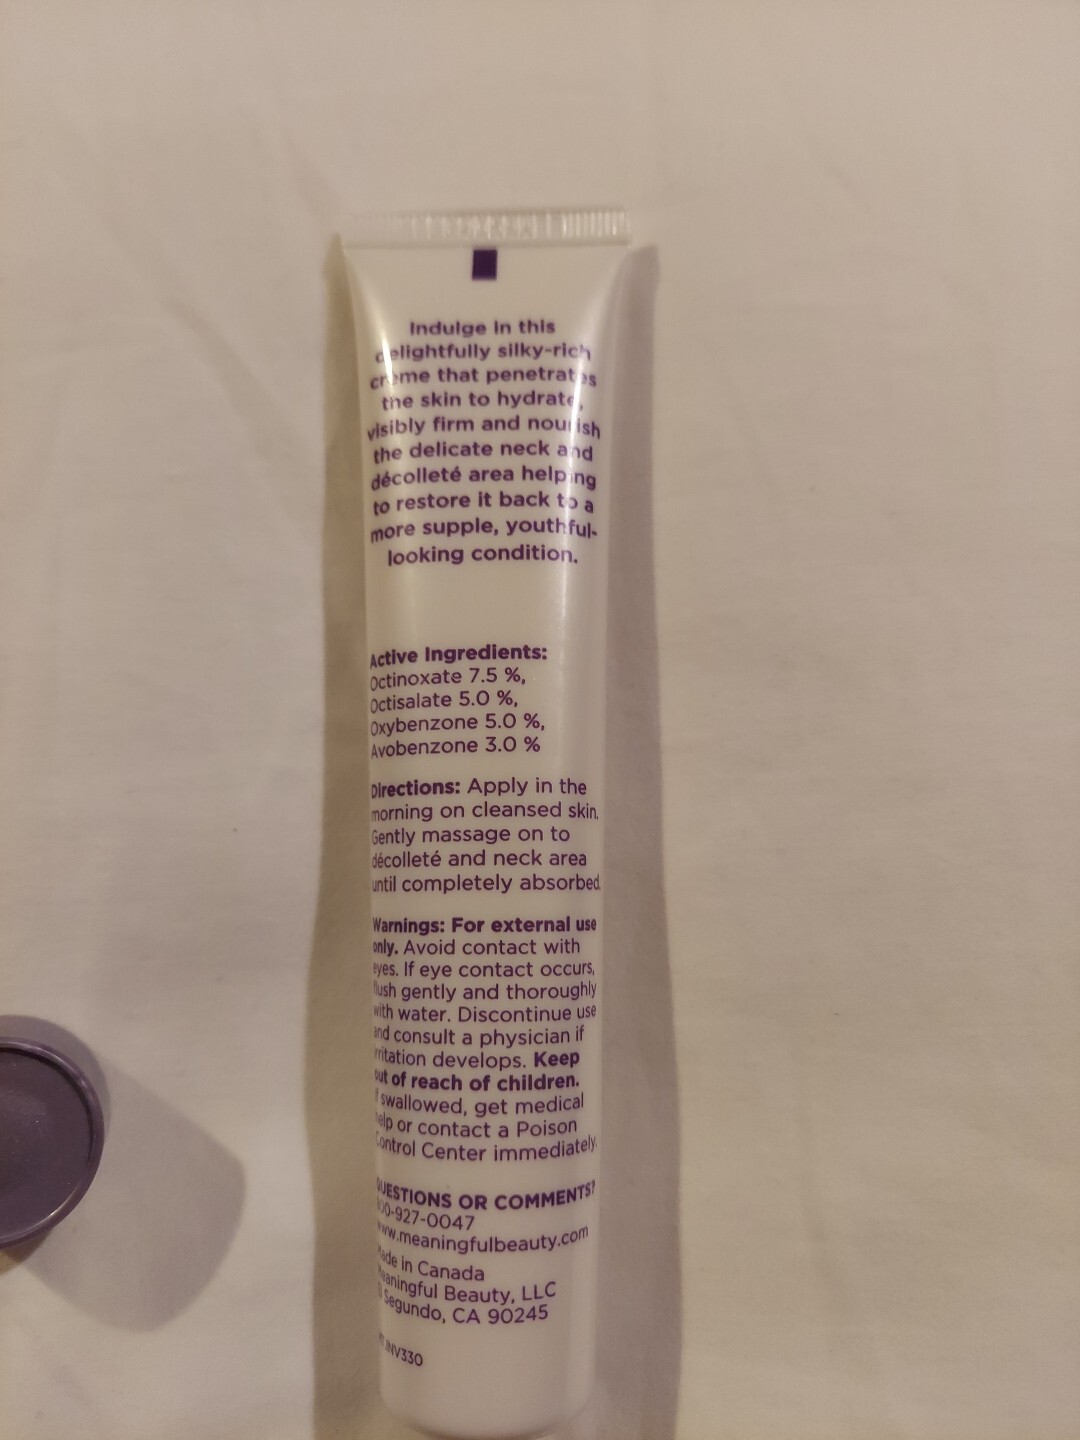 Indulge in this
delightfully silky-rich
crème that penetrates
the skin to hydrate,
visibly firm and nourish
the delicate neck and
décolleté area helping
to restore it back to a
more supple, youthful-
looking condition.
Active Ingredients:
Octinoxate 7.5 %,
Octisalate 5.0 %,
Oxybenzone 5.0 %,
Avobenzone 3.0 %
Directions: Apply in the
morning on cleansed skin.
Gently massage on to
décolleté and neck area
until completely absorbed.
Warnings: For external use
only. Avoid contact with
eyes. If eye contact occurs,
flush gently and thoroughly
with water. Discontinue use
and consult a physician if
irritation develops. Keep
out of reach of children.
If swallowed, get medical
help or contact a Poison
Control Center immediately.
QUESTIONS OR COMMENTS?
00-927-0047
www.meaningfulbeauty.com
Made in Canada
Meaningful Beauty, LLC
El Segundo, CA 90245
INV330